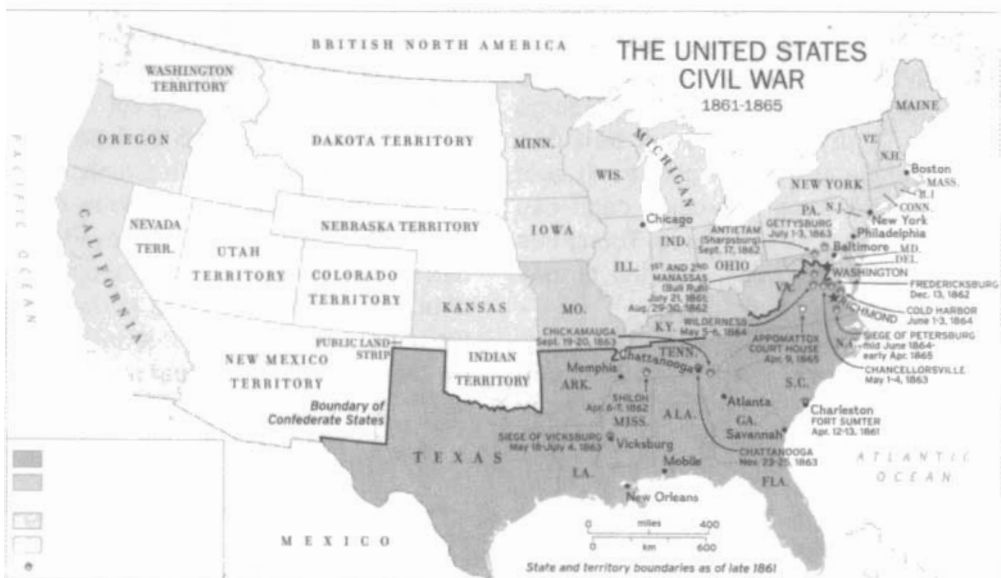 THE UNITED STATES
CIVIL WAR
1861-1865
BRITISH NORTH AMERICA
WASHINGTON
TERRITORY
OREGON
DAKOTA TERRITORY
MINN.
WIS.
MICHIGAN
MAINE
VT.
N.H.
Boston
MASS.
R.I
CONN.
NEW YORK
N.J.
PA.
New York
Philadelphia
PACIFIC OCEAN
CALIFORNIA
NEVADA
TERR.
UTAH
TERRITORY
NEBRASKA TERRITORY
COLORADO
TERRITORY
IOWA
Chicago
IND.
ILL.
OHIO
GETTYSBURG
July 1-3, 1863
ANTIETAM
(Sharpsburg)
Sept. 17, 1862
Baltimore
MD.
DEL.
1ST AND 2ND
MANASSAS
(Bull Run)
July 21, 1861;
Aug. 29-30, 1862
WASHINGTON
VA.
FREDERICKSBURG
Dec. 13, 1862
RICHMOND
COLD HARBOR
June 1-3, 1864
KANSAS
MO.
KY.
WILDERNESS
May 5-6, 1864
CHICKAMAUGA
Sept. 19-20, 1863
APPOMATTOX
COURT HOUSE
Apr. 9, 1865
SIEGE OF PETERSBURG
mid June 1864-
early Apr. 1865
CHANCELLORSVILLE
May 1-4, 1863
PUBLIC LAND
STRIP
NEW MEXICO
TERRITORY
INDIAN
TERRITORY
TENN.
Chattanooga
Memphis
ARK.
SHILOH
Apr. 6-7, 1862
S.C.
Atlanta
GA.
ALA.
MISS.
Charleston
FORT SUMTER
Apr. 12-13, 1861
Savannah
Boundary of
Confederate States
SIEGE OF VICKSBURG
May 18-July 4, 1863
Vicksburg
CHATTANOOGA
Nov. 23-25, 1863
TEXAS
LA.
Mobile
FLA.
New Orleans
ATLANTIC
OCEAN
MEXICO
0 miles 400
0 km 600
State and territory boundaries as of late 1861